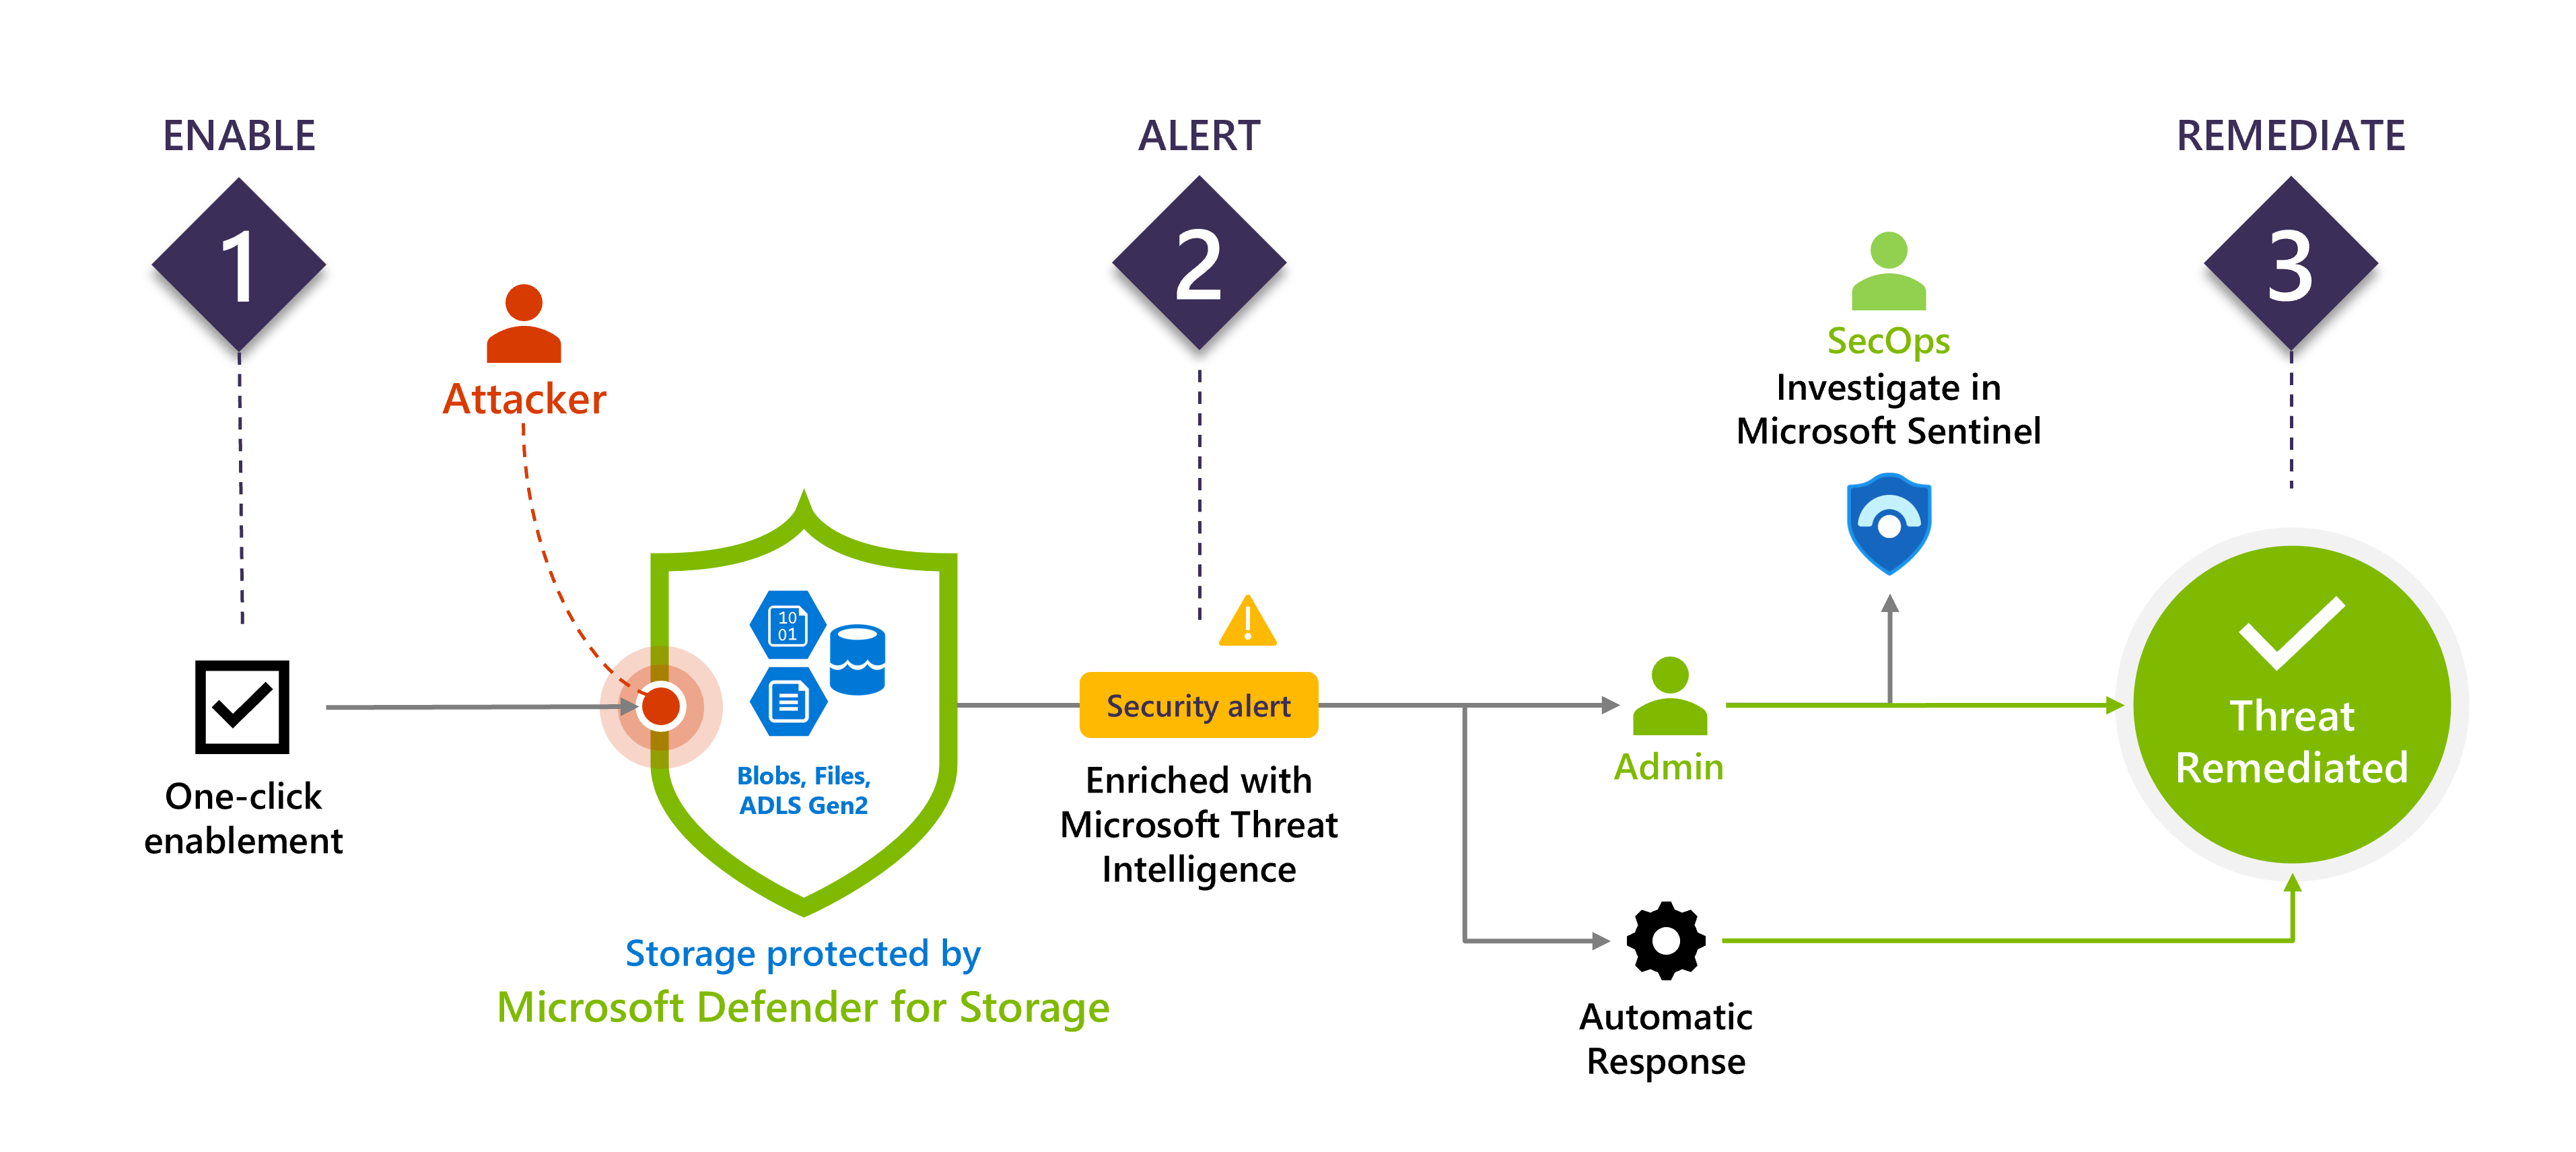 ENABLE
1
One-click
enablement
Attacker
10
01
Blobs, Files,
ADLS Gen2
Storage protected by
Microsoft Defender for Storage
ALERT
2
Security alert
Enriched with
Microsoft Threat
Intelligence
SecOps
Investigate in
Microsoft Sentinel
Admin
Automatic
Response
REMEDIATE
3
Threat
Remediated